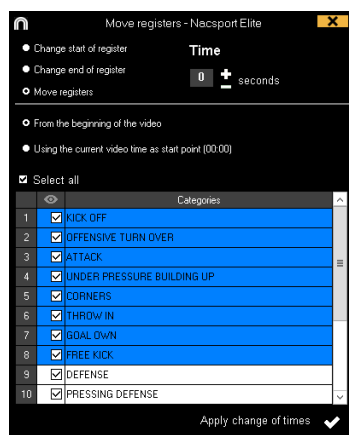 Move registers - Nacsport Elite
Change start of register
Time
Change end of register
0 seconds
Move registers
From the beginning of the video
Using the current video time as start point (00:00)
Select all
Categories
1 KICK OFF
2 OFFENSIVE TURN OVER
3 ATTACK
4 UNDER PRESSURE BUILDING UP
5 CORNERS
6 THROW IN
7 GOAL OWN
8 FREE KICK
9 DEFENSE
10 PRESSING DEFENSE
Apply change of times